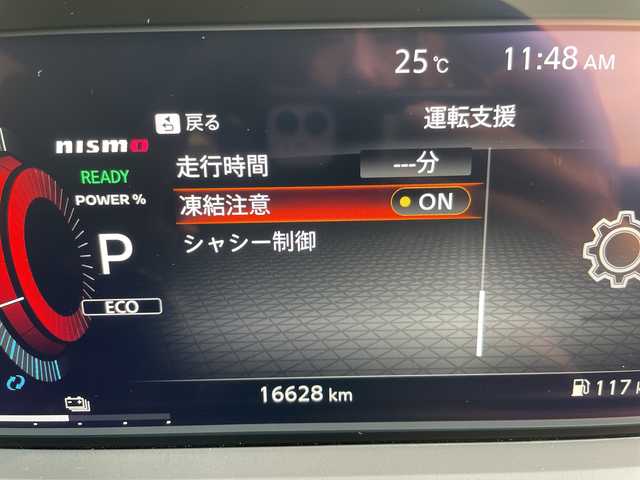 25℃ 11:48 AM
戻る 運転支援
nismo
走行時間 ---分
READY
POWER %
凍結注意 ON
シャシー制御
P
ECO
16628 km
117